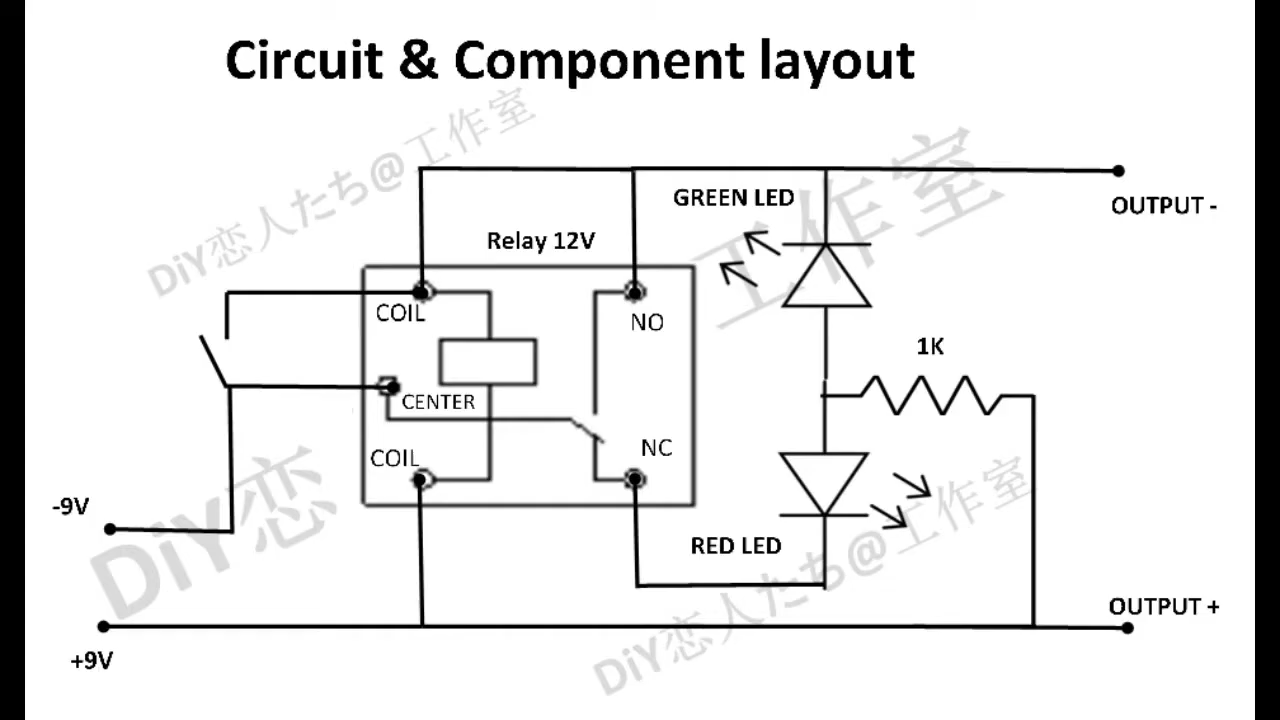 Circuit & Component layout
DiY恋人たち@工作室
工作室
GREEN LED
OUTPUT -
Relay 12V
COIL
NO
1K
CENTER
COIL
NC
-9V
DiY恋
RED LED
DiY恋人たち@工作室
OUTPUT +
+9V